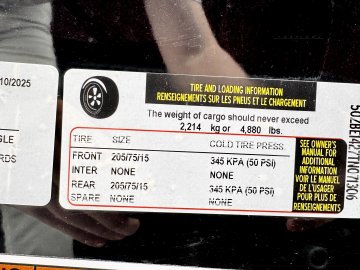 10/2025
TIRE AND LOADING INFORMATION
RENSEIGNEMENTS SUR LES PNEUS ET LE CHARGEMENT
The weight of cargo should never exceed
2,214 kg or 4,880 lbs.
TIRE SIZE COLD TIRE PRESS.
FRONT 205/75/15 345 KPA (50 PSI)
INTER NONE NONE
REAR 205/75/15 345 KPA (50 PSI)
SPARE NONE NONE
SEE OWNER'S
MANUAL FOR
ADDITIONAL
INFORMATION
VOIR LE MANUEL
DE L'USAGER
POUR PLUS DE
RENSEIGNEMENTS
GLE
RDS